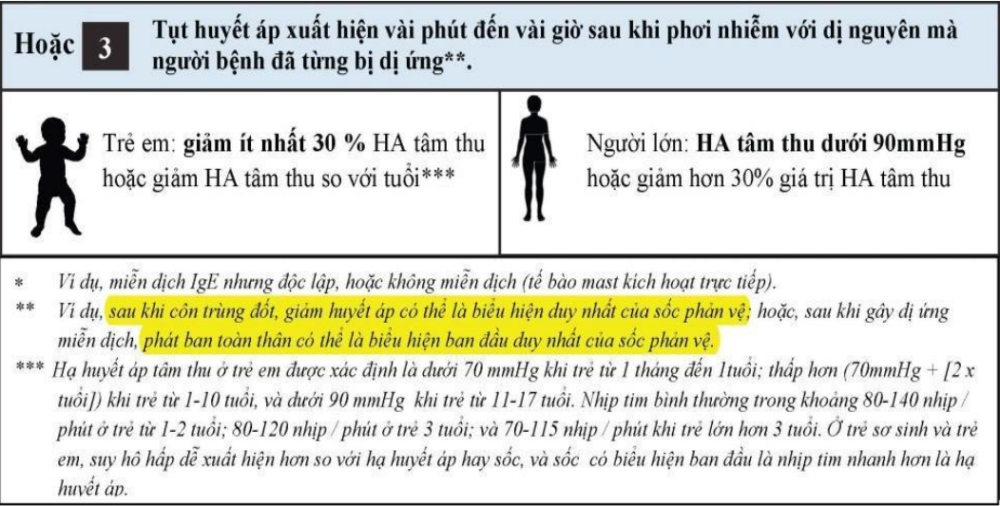 Hoặc 3 Tụt huyết áp xuất hiện vài phút đến vài giờ sau khi phơi nhiễm với dị nguyên mà
người bệnh đã từng bị dị ứng**.
Trẻ em: giảm ít nhất 30 % HA tâm thu
hoặc giảm HA tâm thu so với tuổi***
Người lớn: HA tâm thu dưới 90mmHg
hoặc giảm hơn 30% giá trị HA tâm thu
* Ví dụ, miễn dịch IgE nhưng độc lập, hoặc không miễn dịch (tế bào mast kích hoạt trực tiếp).
** Ví dụ, sau khi côn trùng đốt, giảm huyết áp có thể là biểu hiện duy nhất của sốc phản vệ; hoặc, sau khi gây dị ứng
miễn dịch, phát ban toàn thân có thể là biểu hiện ban đầu duy nhất của sốc phản vệ.
*** Hạ huyết áp tâm thu ở trẻ em được xác định là dưới 70 mmHg khi trẻ từ 1 tháng đến 1tuổi; thấp hơn (70mmHg + [2 x
tuổi]) khi trẻ từ 1-10 tuổi, và dưới 90 mmHg khi trẻ từ 11-17 tuổi. Nhịp tim bình thường trong khoảng 80-140 nhịp /
phút ở trẻ từ 1-2 tuổi; 80-120 nhịp / phút ở trẻ 3 tuổi; và 70-115 nhịp / phút khi trẻ lớn hơn 3 tuổi. Ở trẻ sơ sinh và trẻ
em, suy hô hấp dễ xuất hiện hơn so với hạ huyết áp hay sốc, và sốc có biểu hiện ban đầu là nhịp tim nhanh hơn là hạ
huyết áp.